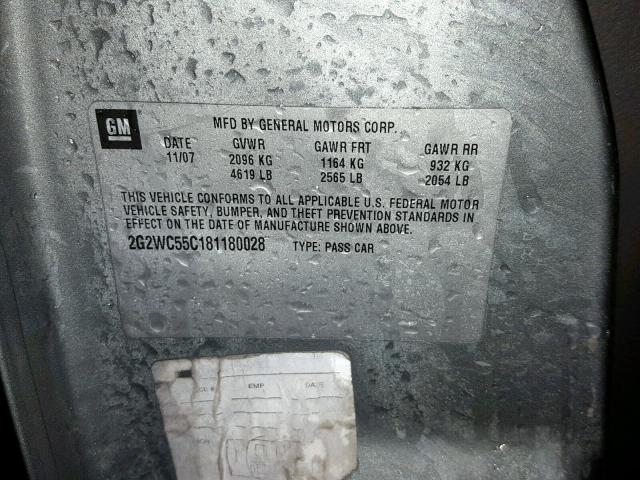 GM
MFD BY GENERAL MOTORS CORP.
DATE GVWR GAWR FRT GAWR RR
11/07 2096 KG 1164 KG 932 KG
4619 LB 2565 LB 2054 LB
THIS VEHICLE CONFORMS TO ALL APPLICABLE U.S. FEDERAL MOTOR
VEHICLE SAFETY, BUMPER, AND THEFT PREVENTION STANDARDS IN
EFFECT ON THE DATE OF MANUFACTURE SHOWN ABOVE.
2G2WC55C181180028 TYPE: PASS CAR
EMP DATE